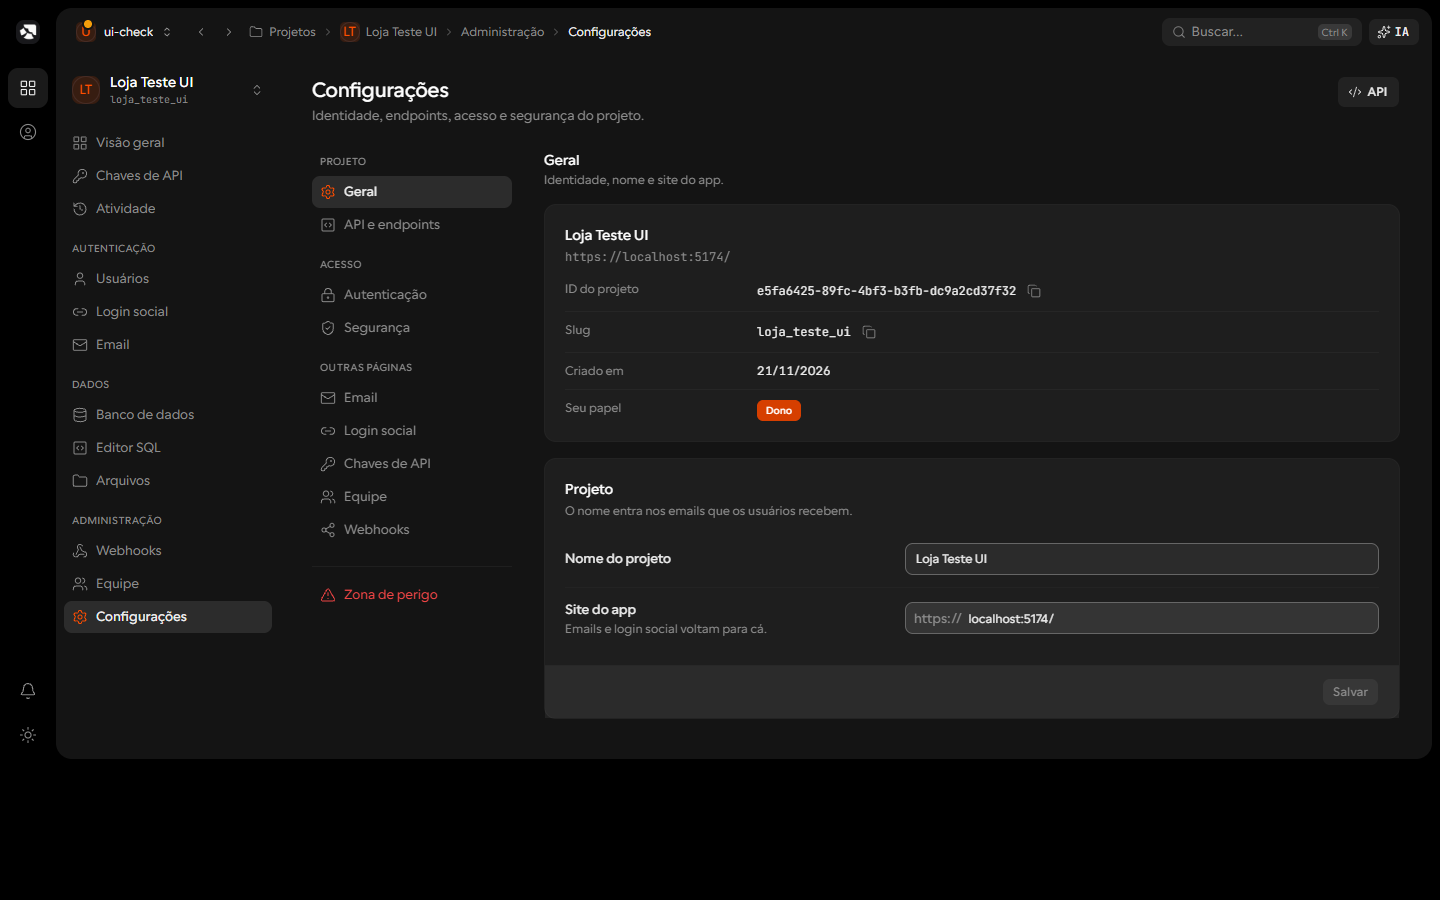 U ui-check
Projetos
LT Loja Teste UI
Administração
Configurações
Buscar...
Ctrl K
IA
LT
Loja Teste UI
loja_teste_ui
Visão geral
Chaves de API
Atividade
AUTENTICAÇÃO
Usuários
Login social
Email
DADOS
Banco de dados
Editor SQL
Arquivos
ADMINISTRAÇÃO
Webhooks
Equipe
Configurações
Configurações
Identidade, endpoints, acesso e segurança do projeto.
API
PROJETO
Geral
API e endpoints
ACESSO
Autenticação
Segurança
OUTRAS PÁGINAS
Email
Login social
Chaves de API
Equipe
Webhooks
Zona de perigo
Geral
Identidade, nome e site do app.
Loja Teste UI
https://localhost:5174/
ID do projeto
e5fa6425-89fc-4bf3-b3fb-dc9a2cd37f32
Slug
loja_teste_ui
Criado em
21/11/2026
Seu papel
Dono
Projeto
O nome entra nos emails que os usuários recebem.
Nome do projeto
Loja Teste UI
Site do app
Emails e login social voltam para cá.
https:// localhost:5174/
Salvar